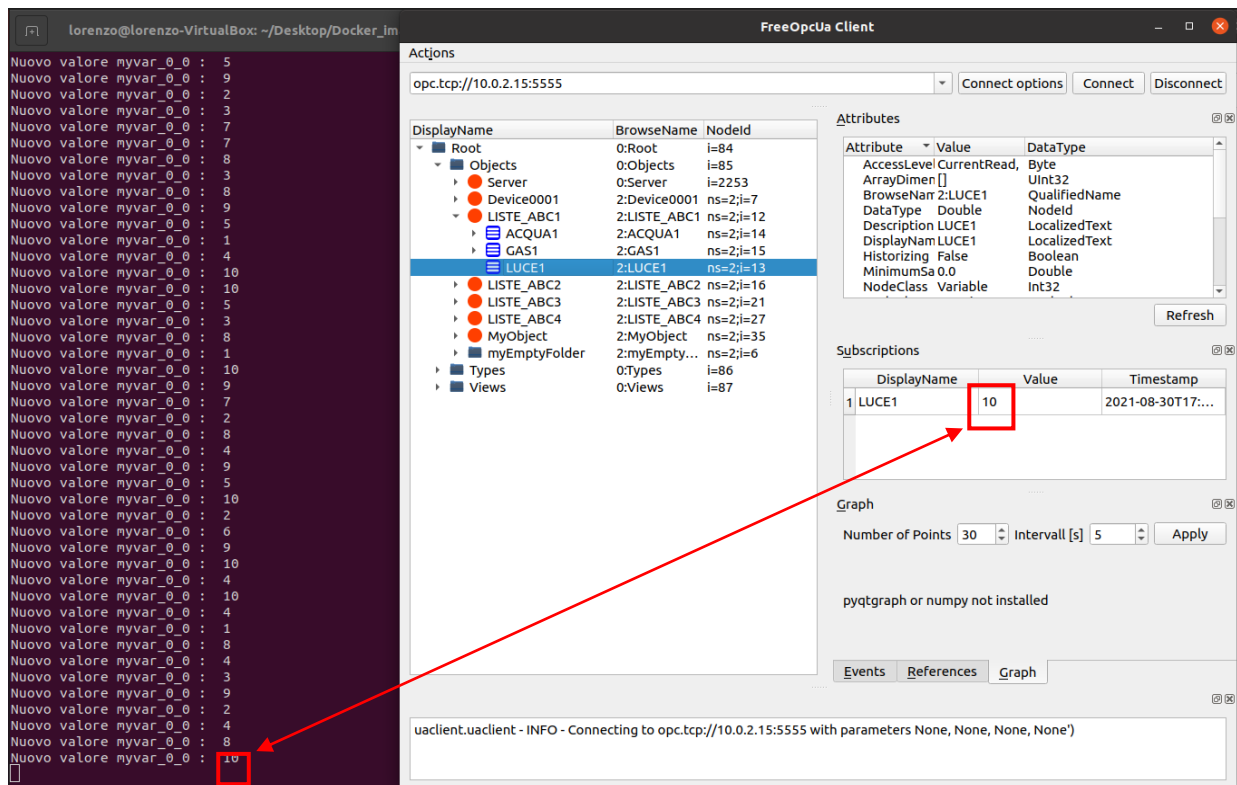 lorenzo@lorenzo-VirtualBox: ~/Desktop/Docker_im
Nuovo valore myvar_0_0 : 5
Nuovo valore myvar_0_0 : 9
Nuovo valore myvar_0_0 : 2
Nuovo valore myvar_0_0 : 3
Nuovo valore myvar_0_0 : 7
Nuovo valore myvar_0_0 : 7
Nuovo valore myvar_0_0 : 8
Nuovo valore myvar_0_0 : 3
Nuovo valore myvar_0_0 : 8
Nuovo valore myvar_0_0 : 9
Nuovo valore myvar_0_0 : 5
Nuovo valore myvar_0_0 : 1
Nuovo valore myvar_0_0 : 4
Nuovo valore myvar_0_0 : 10
Nuovo valore myvar_0_0 : 10
Nuovo valore myvar_0_0 : 5
Nuovo valore myvar_0_0 : 3
Nuovo valore myvar_0_0 : 8
Nuovo valore myvar_0_0 : 1
Nuovo valore myvar_0_0 : 10
Nuovo valore myvar_0_0 : 9
Nuovo valore myvar_0_0 : 7
Nuovo valore myvar_0_0 : 2
Nuovo valore myvar_0_0 : 8
Nuovo valore myvar_0_0 : 4
Nuovo valore myvar_0_0 : 9
Nuovo valore myvar_0_0 : 5
Nuovo valore myvar_0_0 : 10
Nuovo valore myvar_0_0 : 2
Nuovo valore myvar_0_0 : 6
Nuovo valore myvar_0_0 : 9
Nuovo valore myvar_0_0 : 10
Nuovo valore myvar_0_0 : 4
Nuovo valore myvar_0_0 : 10
Nuovo valore myvar_0_0 : 4
Nuovo valore myvar_0_0 : 1
Nuovo valore myvar_0_0 : 8
Nuovo valore myvar_0_0 : 4
Nuovo valore myvar_0_0 : 3
Nuovo valore myvar_0_0 : 9
Nuovo valore myvar_0_0 : 2
Nuovo valore myvar_0_0 : 4
Nuovo valore myvar_0_0 : 8
Nuovo valore myvar_0_0 : 10
FreeOpcUa Client
Actions
opc.tcp://10.0.2.15:5555 Connect options Connect Disconnect
DisplayName BrowseName NodeId
Root 0:Root i=84
Objects 0:Objects i=85
Server 0:Server i=2253
Device0001 2:Device0001 ns=2;i=7
LISTE_ABC1 2:LISTE_ABC1 ns=2;i=12
ACQUA1 2:ACQUA1 ns=2;i=14
GAS1 2:GAS1 ns=2;i=15
LUCE1 2:LUCE1 ns=2;i=13
LISTE_ABC2 2:LISTE_ABC2 ns=2;i=16
LISTE_ABC3 2:LISTE_ABC3 ns=2;i=21
LISTE_ABC4 2:LISTE_ABC4 ns=2;i=27
MyObject 2:MyObject ns=2;i=35
myEmptyFolder 2:myEmpty... ns=2;i=6
Types 0:Types i=86
Views 0:Views i=87
Attributes
Attribute Value DataType
AccessLevel CurrentRead, Byte
ArrayDimen [] UInt32
BrowseNam 2:LUCE1 QualifiedName
DataType Double NodeId
Description LUCE1 LocalizedText
DisplayNam LUCE1 LocalizedText
Historizing False Boolean
MinimumSa 0.0 Double
NodeClass Variable Int32
Refresh
Subscriptions
DisplayName Value Timestamp
1 LUCE1 10 2021-08-30T17:...
Graph
Number of Points 30 Intervall [s] 5 Apply
pyqtgraph or numpy not installed
Events References Graph
uaclient.uaclient - INFO - Connecting to opc.tcp://10.0.2.15:5555 with parameters None, None, None, None')